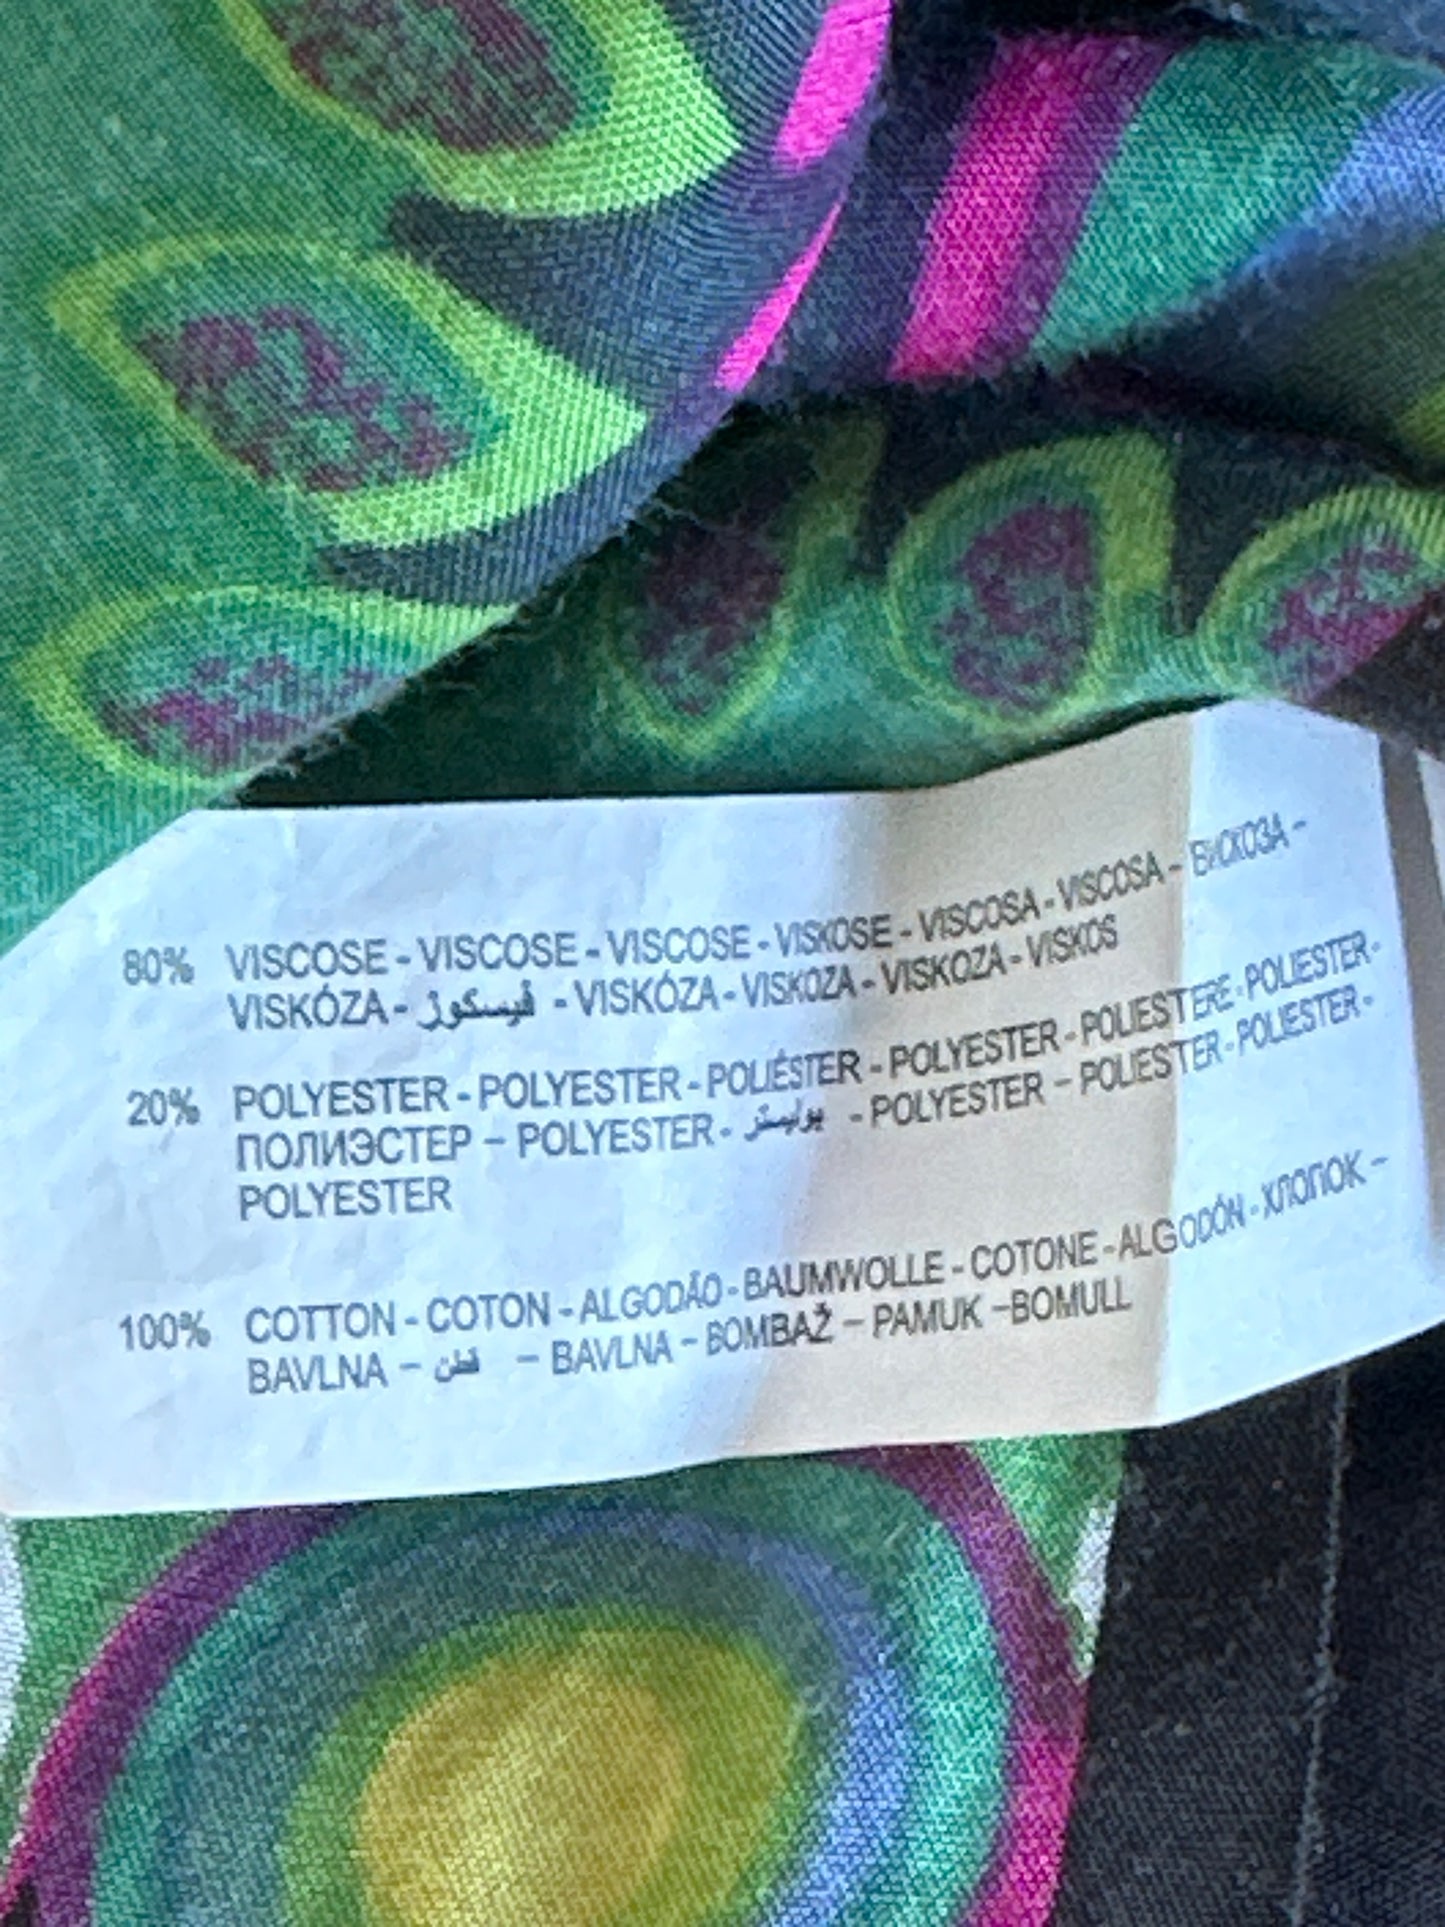 80% VISCOSE - VISCOSE - VISCOSE - VISKOSE - VISCOSA - VISCOSA - ВИСКОЗА -
VISKÓZA - ڤيسكوز - VISKÓZA - VISKOZA - VISKOZA - VISKOS
20% POLYESTER - POLYESTER - POLIÉSTER - POLYESTER - POLIESTERE - POLIESTER -
ПОЛИЭСТЕР – POLYESTER - بوليستر - POLYESTER – POLIESTER - POLIESTER -
POLYESTER
100% COTTON - COTON - ALGODÃO - BAUMWOLLE - COTONE - ALGODÓN - ХЛОПОК –
BAVLNA – قطن – BAVLNA – BOMBAŽ – PAMUK –BOMULL